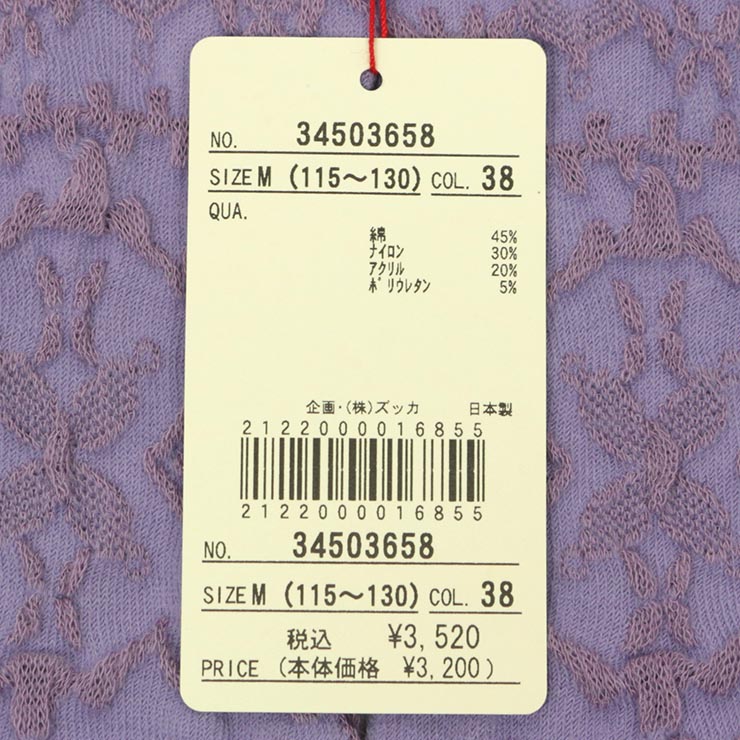 NO. 34503658
SIZE M (115～130) COL. 38
QUA.
綿 45%
ナイロン 30%
アクリル 20%
ポリウレタン 5%
企画・(株)ズッカ 日本製
2122000016855
2122000016855
NO. 34503658
SIZE M (115～130) COL. 38
税込 ¥3,520
PRICE (本体価格 ¥3,200)